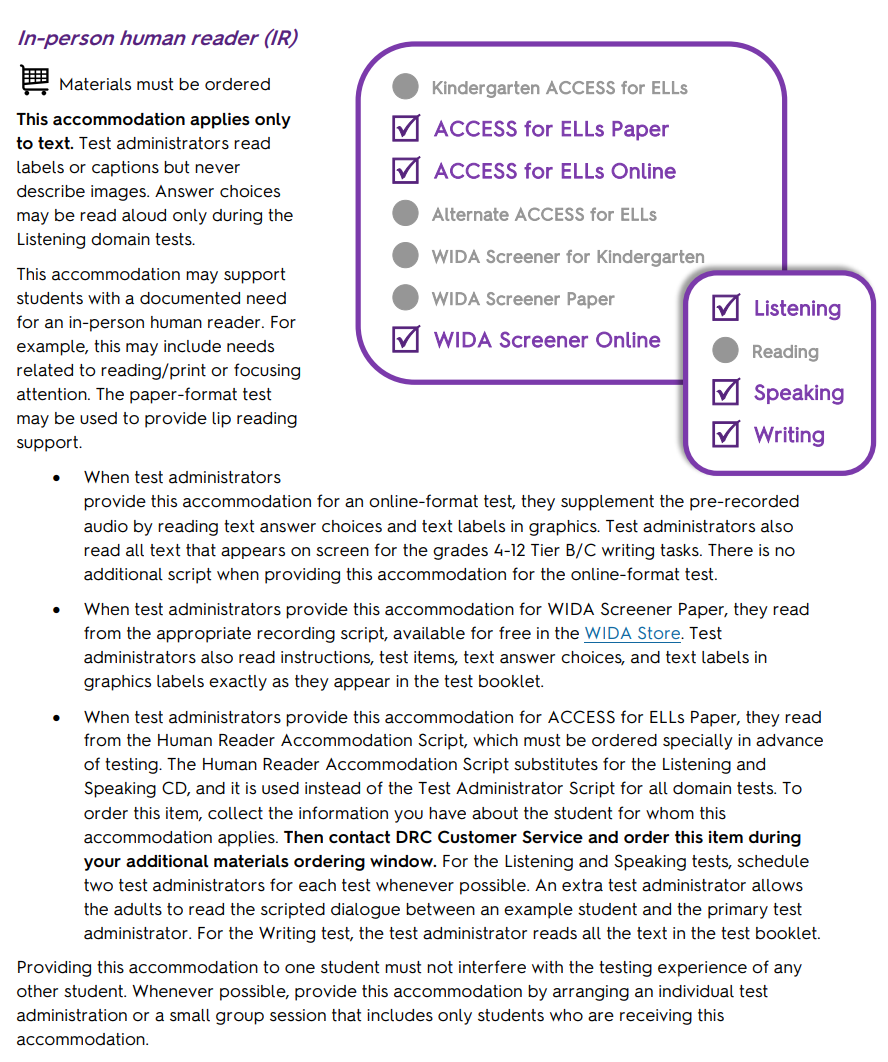 In-person human reader (IR)
Materials must be ordered
This accommodation applies only
to text. Test administrators read
labels or captions but never
describe images. Answer choices
may be read aloud only during the
Listening domain tests.
This accommodation may support
students with a documented need
for an in-person human reader. For
example, this may include needs
related to reading/print or focusing
attention. The paper-format test
may be used to provide lip reading
support.
Kindergarten ACCESS for ELLs
ACCESS for ELLs Paper
ACCESS for ELLs Online
Alternate ACCESS for ELLs
WIDA Screener for Kindergarten
WIDA Screener Paper
WIDA Screener Online
Listening
Reading
Speaking
Writing
• When test administrators
provide this accommodation for an online-format test, they supplement the pre-recorded
audio by reading text answer choices and text labels in graphics. Test administrators also
read all text that appears on screen for the grades 4-12 Tier B/C writing tasks. There is no
additional script when providing this accommodation for the online-format test.
• When test administrators provide this accommodation for WIDA Screener Paper, they read
from the appropriate recording script, available for free in the WIDA Store. Test
administrators also read instructions, test items, text answer choices, and text labels in
graphics labels exactly as they appear in the test booklet.
• When test administrators provide this accommodation for ACCESS for ELLs Paper, they read
from the Human Reader Accommodation Script, which must be ordered specially in advance
of testing. The Human Reader Accommodation Script substitutes for the Listening and
Speaking CD, and it is used instead of the Test Administrator Script for all domain tests. To
order this item, collect the information you have about the student for whom this
accommodation applies. Then contact DRC Customer Service and order this item during
your additional materials ordering window. For the Listening and Speaking tests, schedule
two test administrators for each test whenever possible. An extra test administrator allows
the adults to read the scripted dialogue between an example student and the primary test
administrator. For the Writing test, the test administrator reads all the text in the test booklet.
Providing this accommodation to one student must not interfere with the testing experience of any
other student. Whenever possible, provide this accommodation by arranging an individual test
administration or a small group session that includes only students who are receiving this
accommodation.